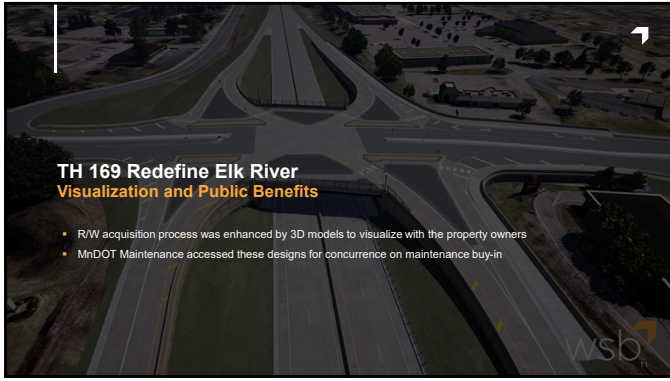 TH 169 Redefine Elk River
Visualization and Public Benefits
▪ R/W acquisition process was enhanced by 3D models to visualize with the property owners
▪ MnDOT Maintenance accessed these designs for concurrence on maintenance buy-in
wsb
11